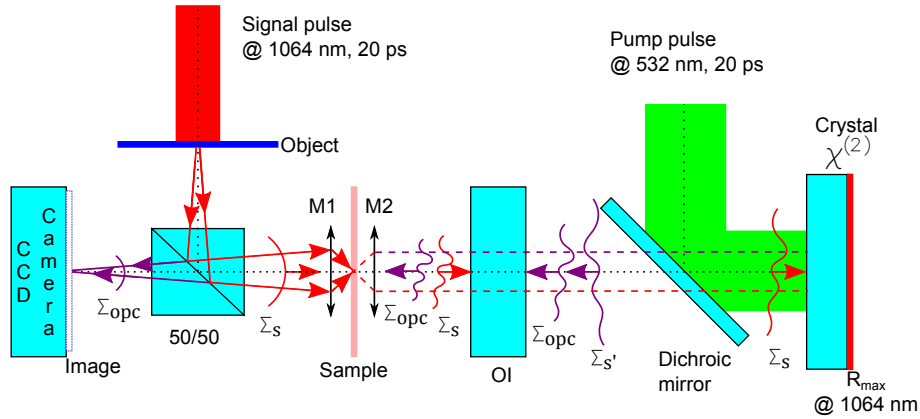 Signal pulse
@ 1064 nm, 20 ps
Pump pulse
@ 532 nm, 20 ps
Object
Crystal
χ(2)
CCD
Camera
M1
M2
Σopc
Σs
Σopc
Σs
Σopc
Σs'
Σs
50/50
Image
Sample
OI
Dichroic
mirror
Rmax
@ 1064 nm